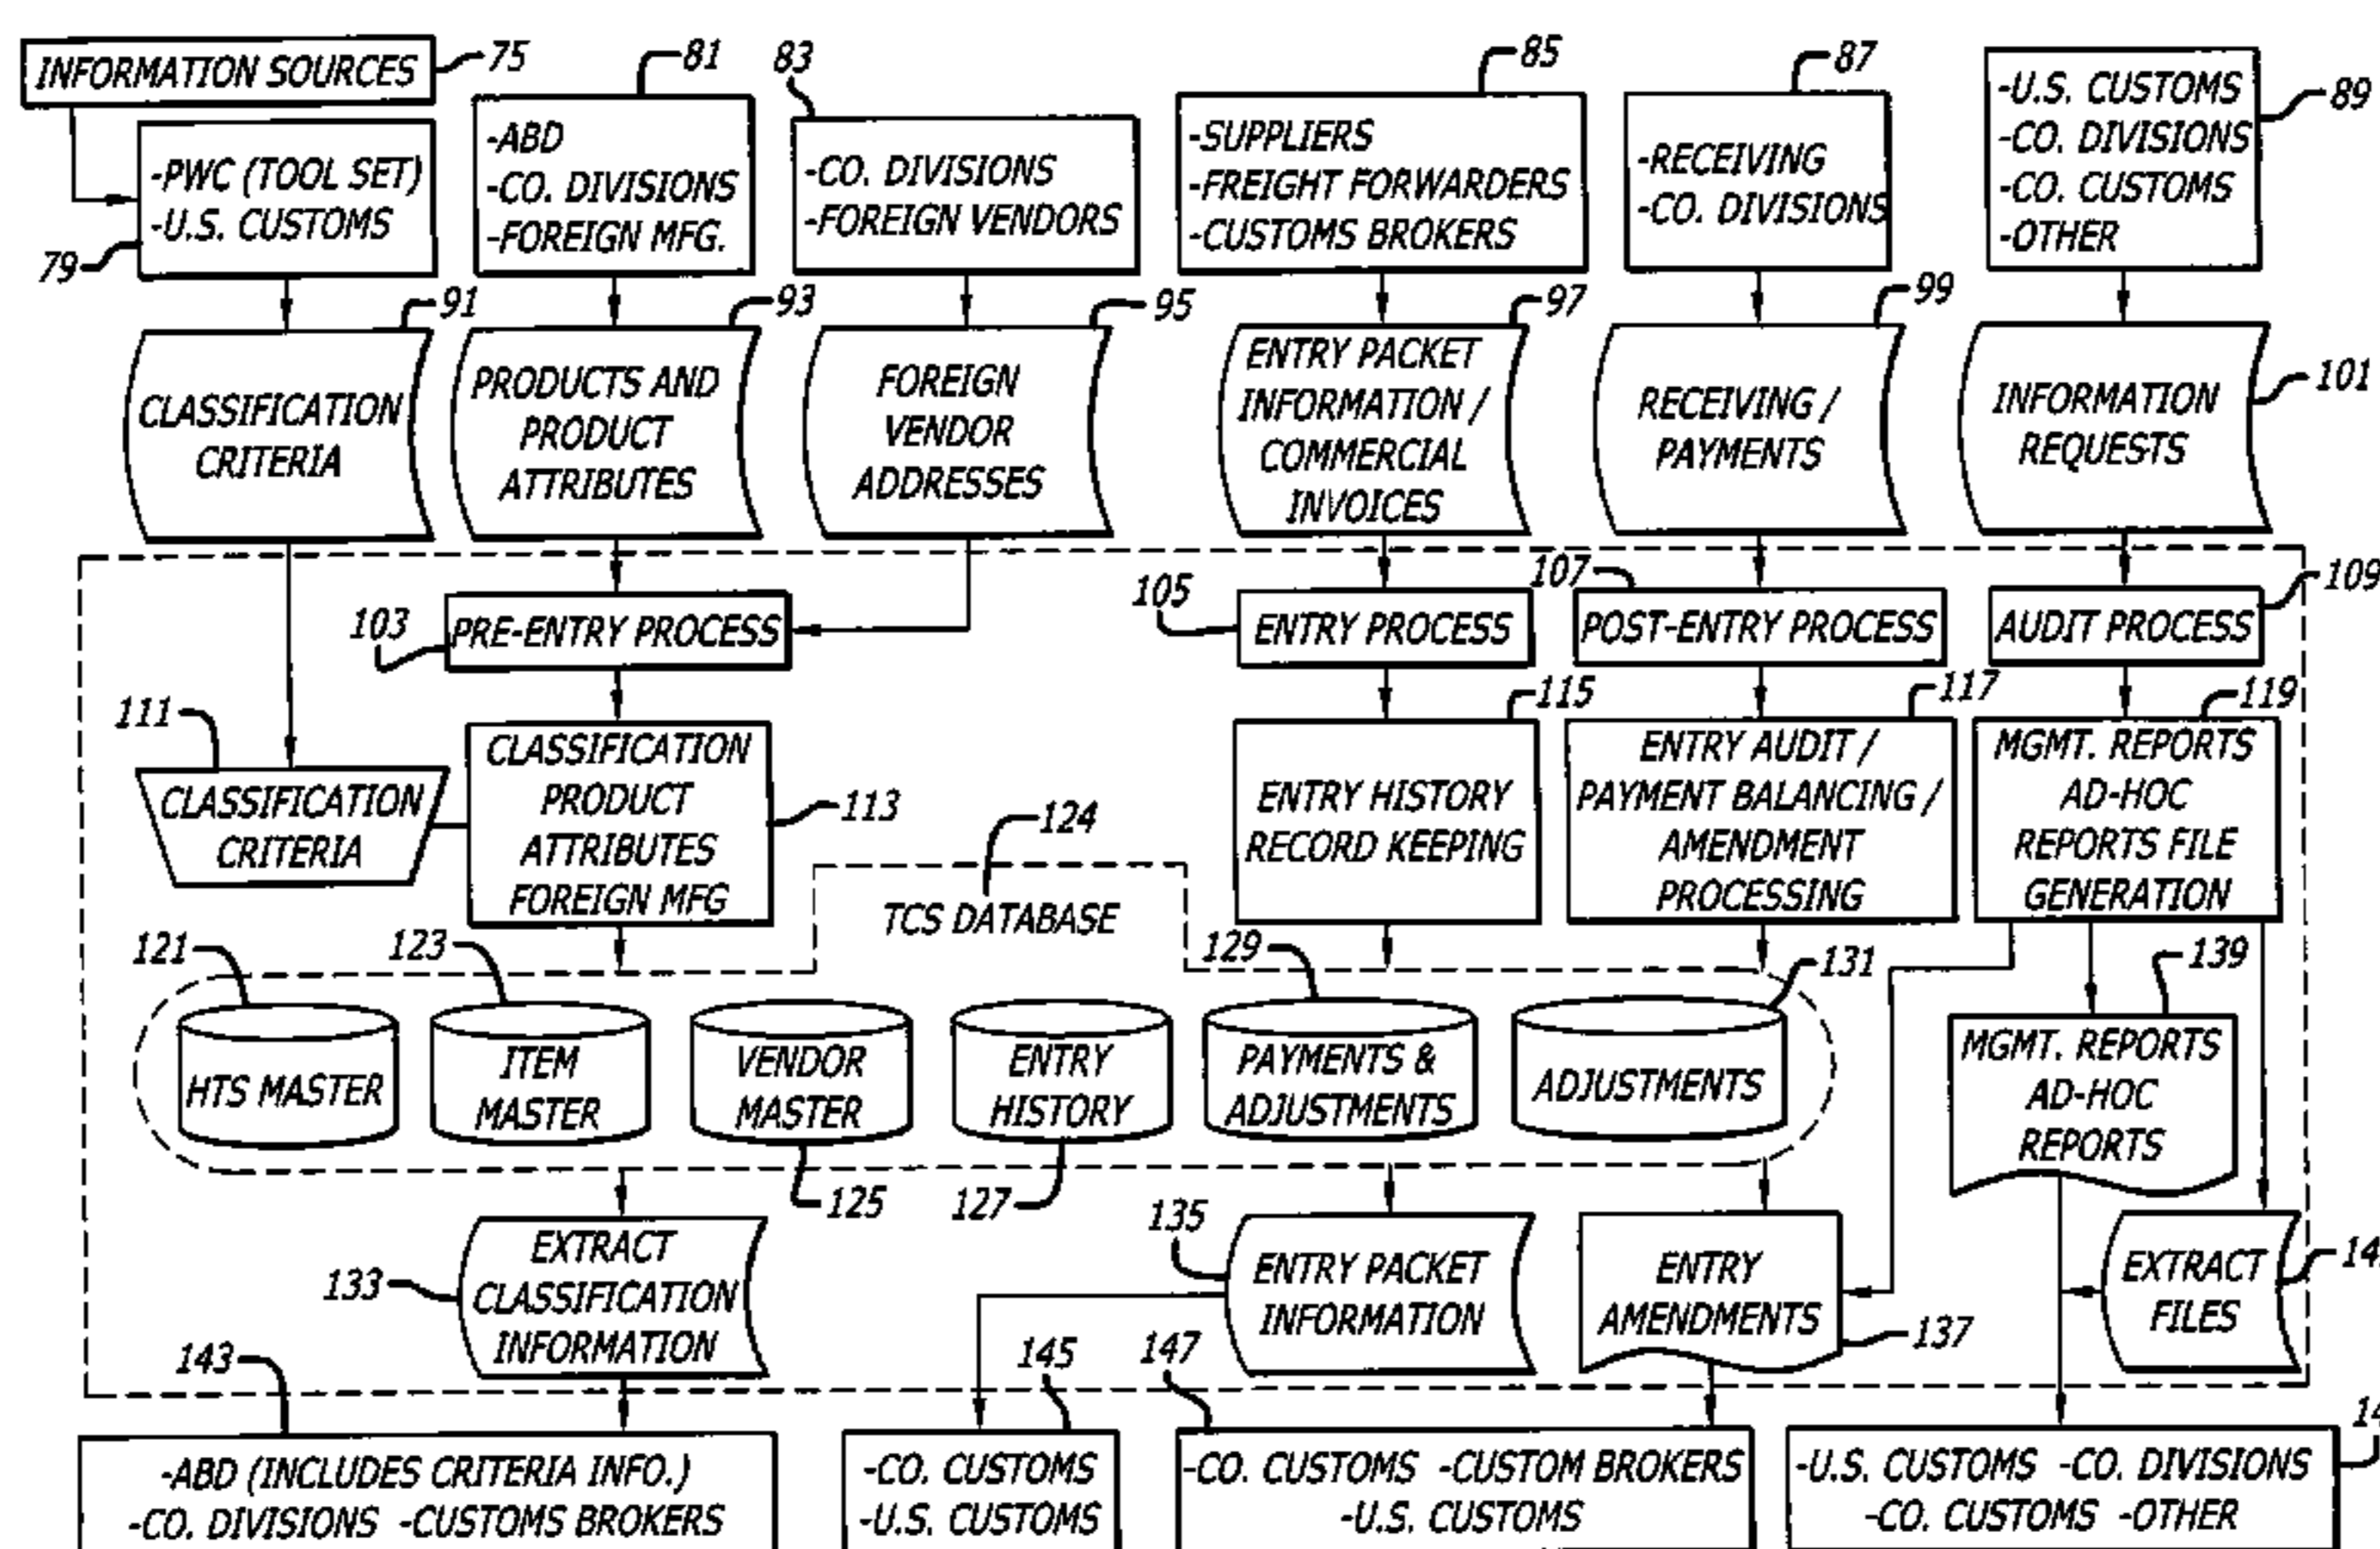 INFORMATION SOURCES
75
-PWC (TOOL SET)
-U.S. CUSTOMS
79
81
-ABD
-CO. DIVISIONS
-FOREIGN MFG.
83
-CO. DIVISIONS
-FOREIGN VENDORS
85
-SUPPLIERS
-FREIGHT FORWARDERS
-CUSTOMS BROKERS
87
-RECEIVING
-CO. DIVISIONS
-U.S. CUSTOMS
-CO. DIVISIONS
-CO. CUSTOMS
-OTHER
89
91
CLASSIFICATION
CRITERIA
93
PRODUCTS AND
PRODUCT
ATTRIBUTES
95
FOREIGN
VENDOR
ADDRESSES
97
ENTRY PACKET
INFORMATION /
COMMERCIAL
INVOICES
99
RECEIVING /
PAYMENTS
INFORMATION
REQUESTS
101
103
PRE-ENTRY PROCESS
105
ENTRY PROCESS
107
POST-ENTRY PROCESS
109
AUDIT PROCESS
111
CLASSIFICATION
CRITERIA
CLASSIFICATION
PRODUCT
ATTRIBUTES
FOREIGN MFG
113
115
ENTRY HISTORY
RECORD KEEPING
117
ENTRY AUDIT /
PAYMENT BALANCING /
AMENDMENT
PROCESSING
119
MGMT. REPORTS
AD-HOC
REPORTS FILE
GENERATION
124
TCS DATABASE
121
HTS MASTER
123
ITEM
MASTER
VENDOR
MASTER
125
ENTRY
HISTORY
127
129
PAYMENTS &
ADJUSTMENTS
131
ADJUSTMENTS
139
MGMT. REPORTS
AD-HOC
REPORTS
133
EXTRACT
CLASSIFICATION
INFORMATION
135
ENTRY PACKET
INFORMATION
ENTRY
AMENDMENTS
137
EXTRACT
FILES
143
-ABD (INCLUDES CRITERIA INFO.)
-CO. DIVISIONS -CUSTOMS BROKERS
145
-CO. CUSTOMS
-U.S. CUSTOMS
147
-CO. CUSTOMS -CUSTOM BROKERS
-U.S. CUSTOMS
-U.S. CUSTOMS -CO. DIVISIONS
-CO. CUSTOMS -OTHER